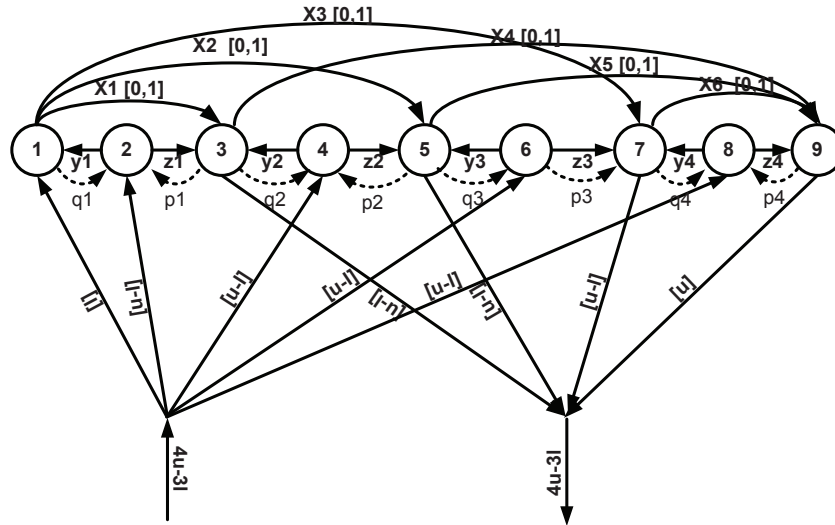 X3 [0,1]
X4 [0,1]
X2 [0,1]
X5 [0,1]
X1 [0,1]
X6 [0,1]
1 y1 2 z1 3 y2 4 z2 5 y3 6 z3 7 y4 8 z4 9
q1 p1 q2 p2 q3 p3 q4 p4
[l] [l-n] [u-l] [u-l] [u-l] [l-n] [l-n] [u-l] [u]
4u-3l
4u-3l